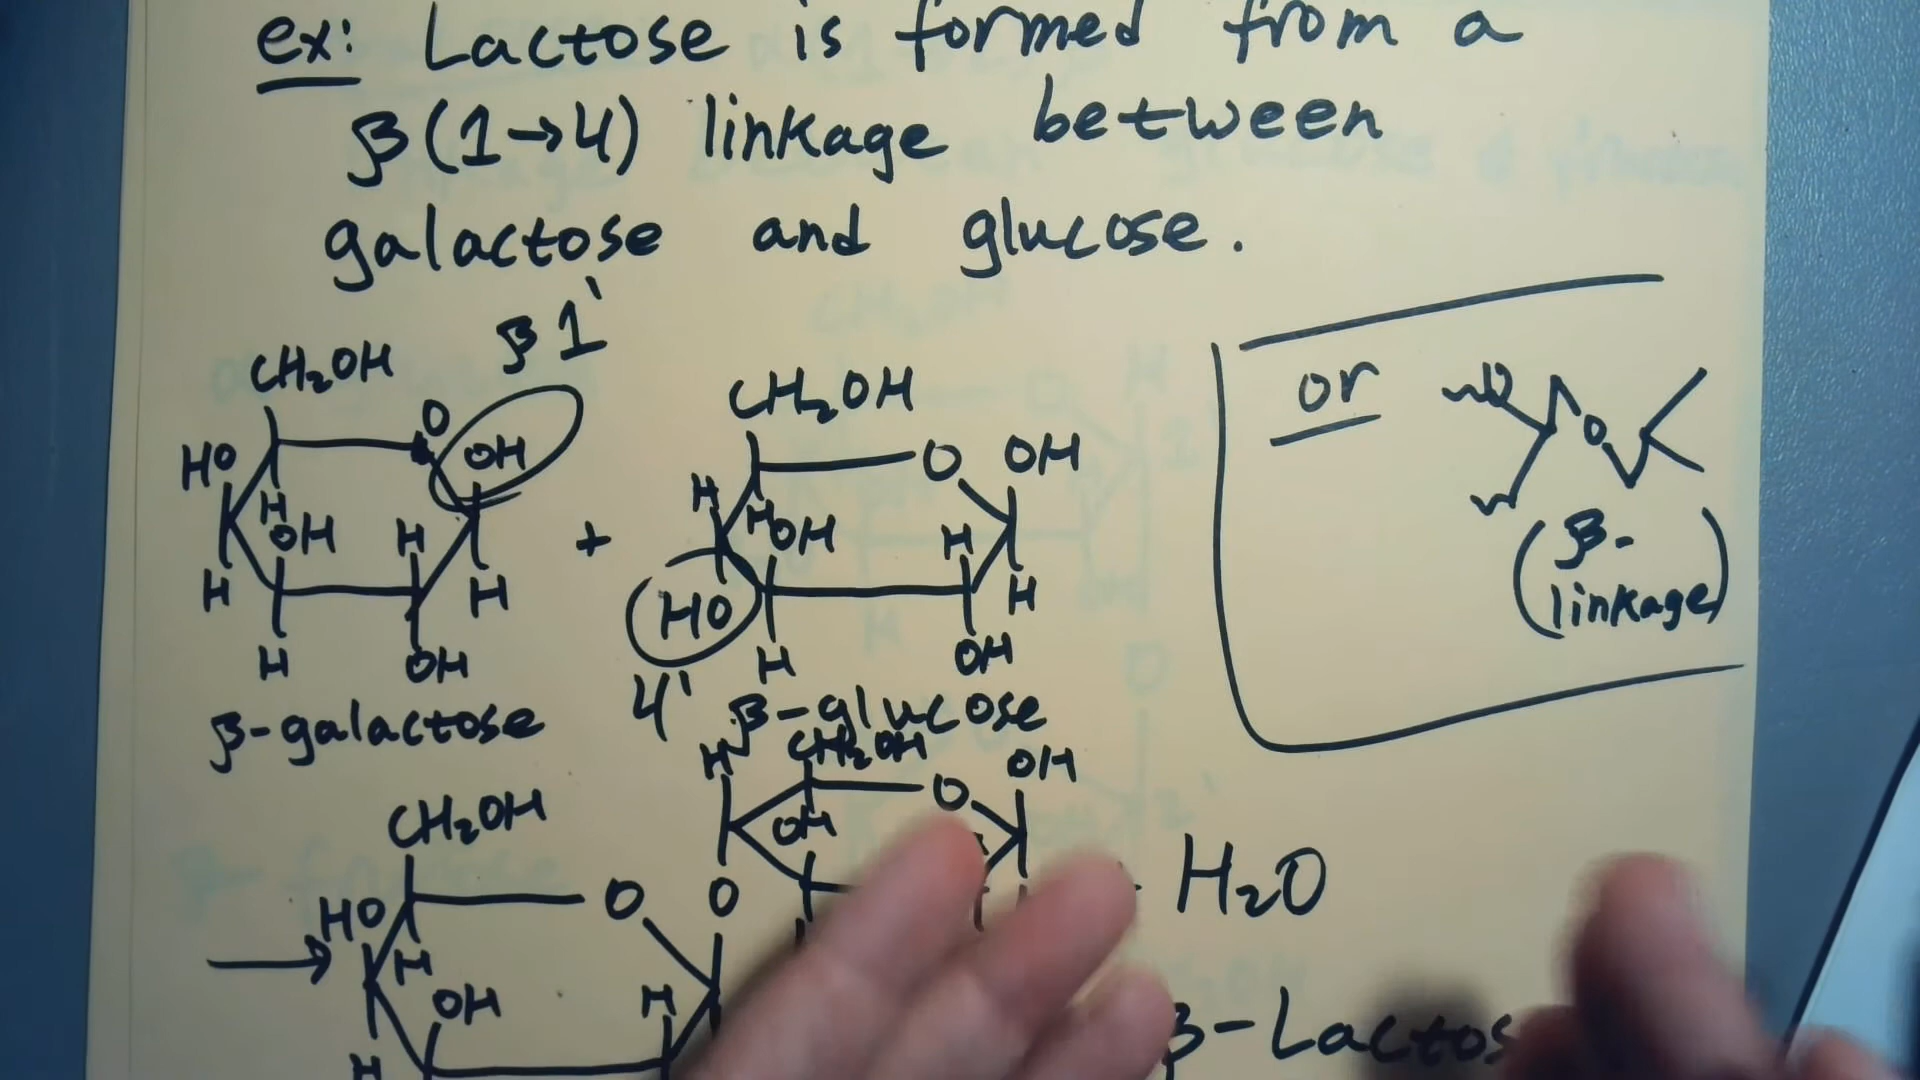 ex: Lactose is formed from a
β(1→4) linkage between
galactose and glucose.
β 1'
CH₂OH
O
HO
OH
H
OH
H
H
H
H
OH
β-galactose
+
CH₂OH
O
OH
H
H
OH
H
HO
H
H
OH
4'
β-glucose
or
O
O
(β-
linkage)
H
CH₂OH
OH
O
OH
CH₂OH
O
O
HO
H
OH
H
H
→
H₂O
β-Lactos